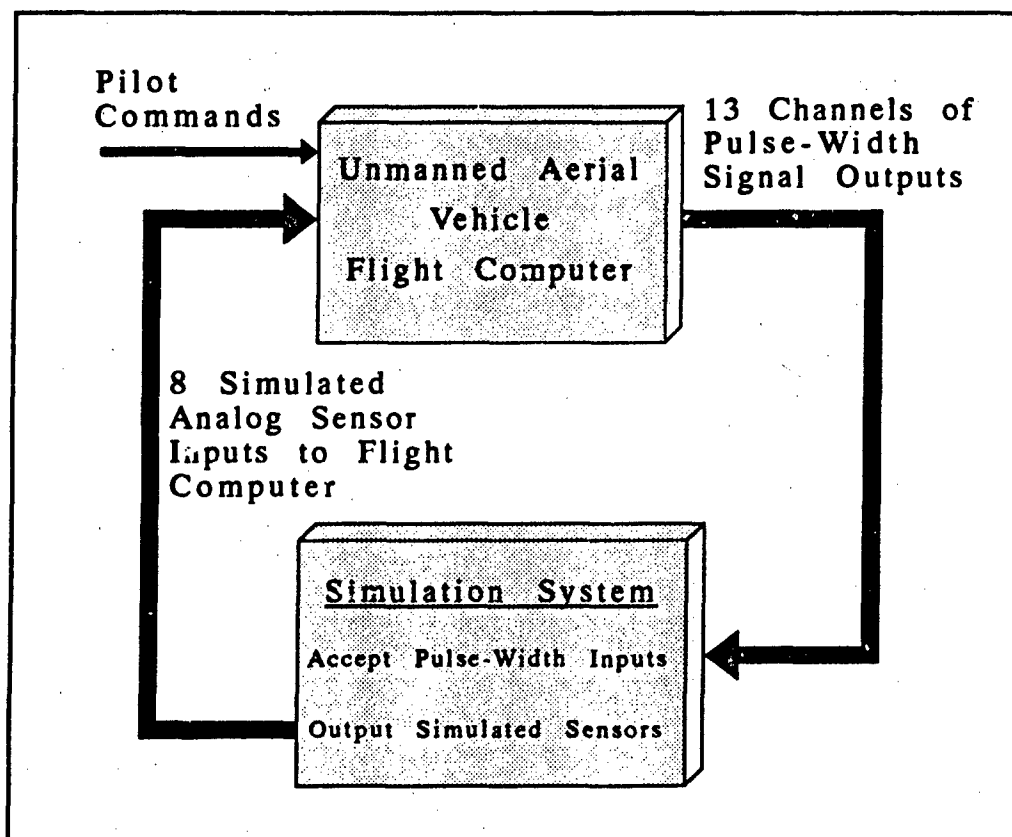 Pilot
Commands
13 Channels of
Pulse-Width
Signal Outputs
Unmanned Aerial
Vehicle
Flight Computer
8 Simulated
Analog Sensor
Inputs to Flight
Computer
Simulation System
Accept Pulse-Width Inputs
Output Simulated Sensors